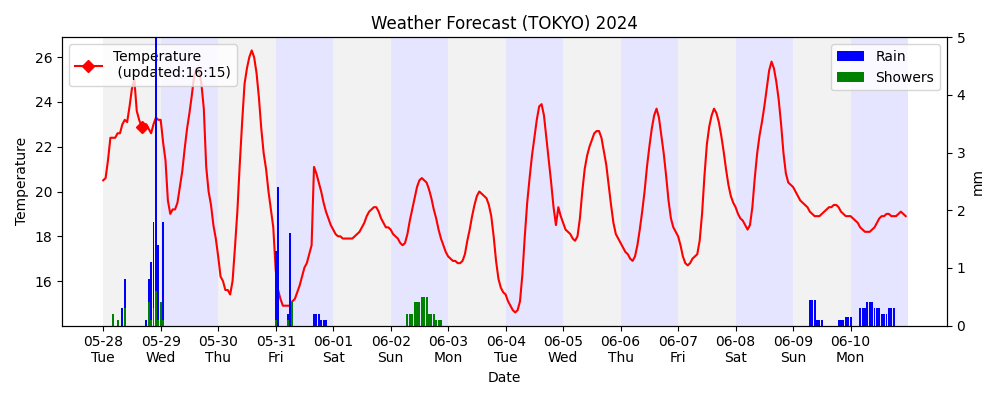 Weather Forecast (TOKYO) 2024
Temperature
(updated:16:15)
Rain
Showers
26
24
22
20
18
16
Temperature
5
4
3
2
1
0
mm
05-28 05-29 05-30 05-31 06-01 06-02 06-03 06-04 06-05 06-06 06-07 06-08 06-09 06-10
Tue Wed Thu Fri Sat Sun Mon Tue Wed Thu Fri Sat Sun Mon
Date